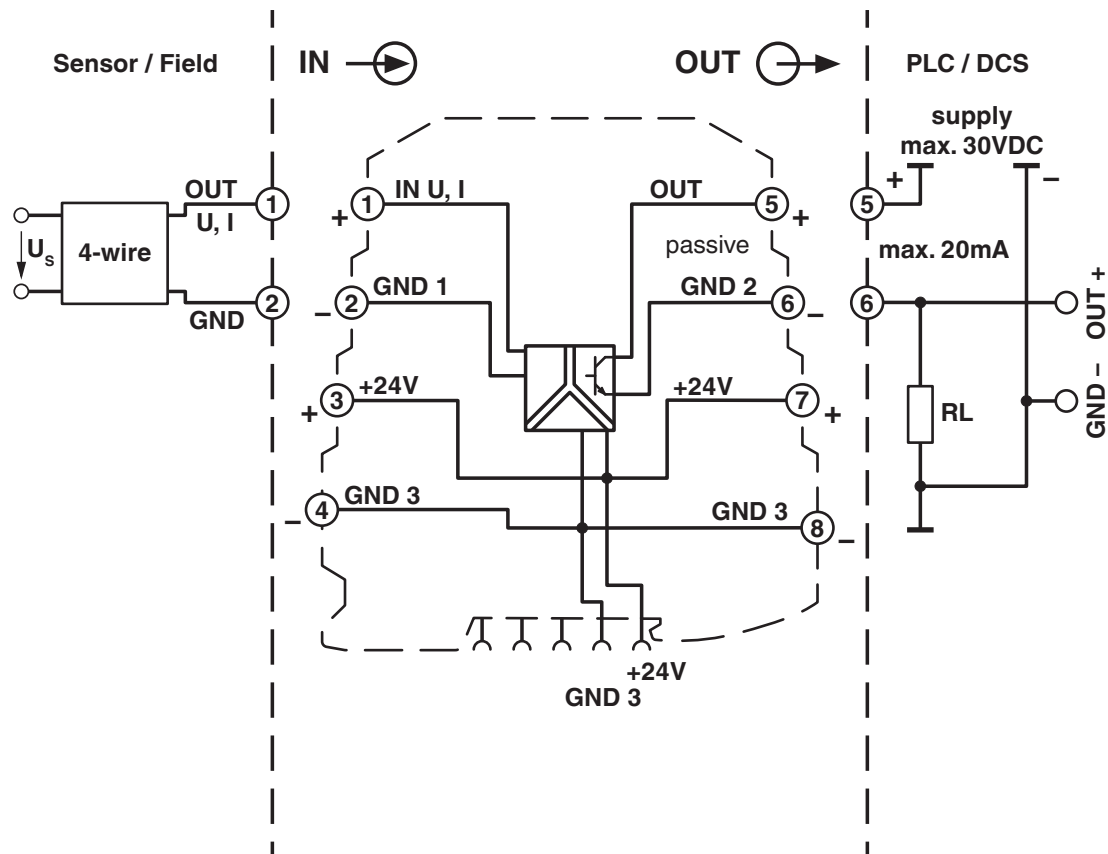 Sensor / Field
IN
OUT
PLC / DCS
supply
max. 30VDC
+
–
OUT
U, I
1
4-wire
Us
GND
2
1
+
IN U, I
OUT
5
+
5
passive
max. 20mA
2
–
GND 1
GND 2
6
–
6
OUT +
GND –
3
+
+24V
+24V
7
+
RL
4
–
GND 3
GND 3
8
–
+24V
GND 3